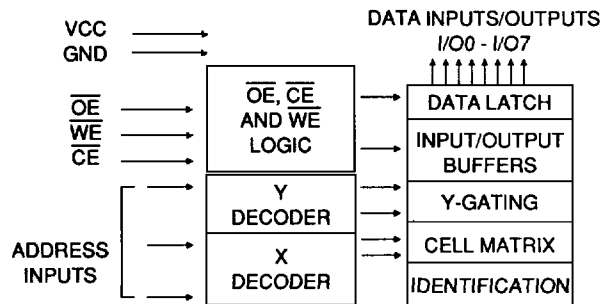 DATA INPUTS/OUTPUTS
I/O0 - I/O7
VCC
GND
OE
WE
CE
OE, CE
AND WE
LOGIC
Y
DECODER
X
DECODER
ADDRESS
INPUTS
DATA LATCH
INPUT/OUTPUT
BUFFERS
Y-GATING
CELL MATRIX
IDENTIFICATION